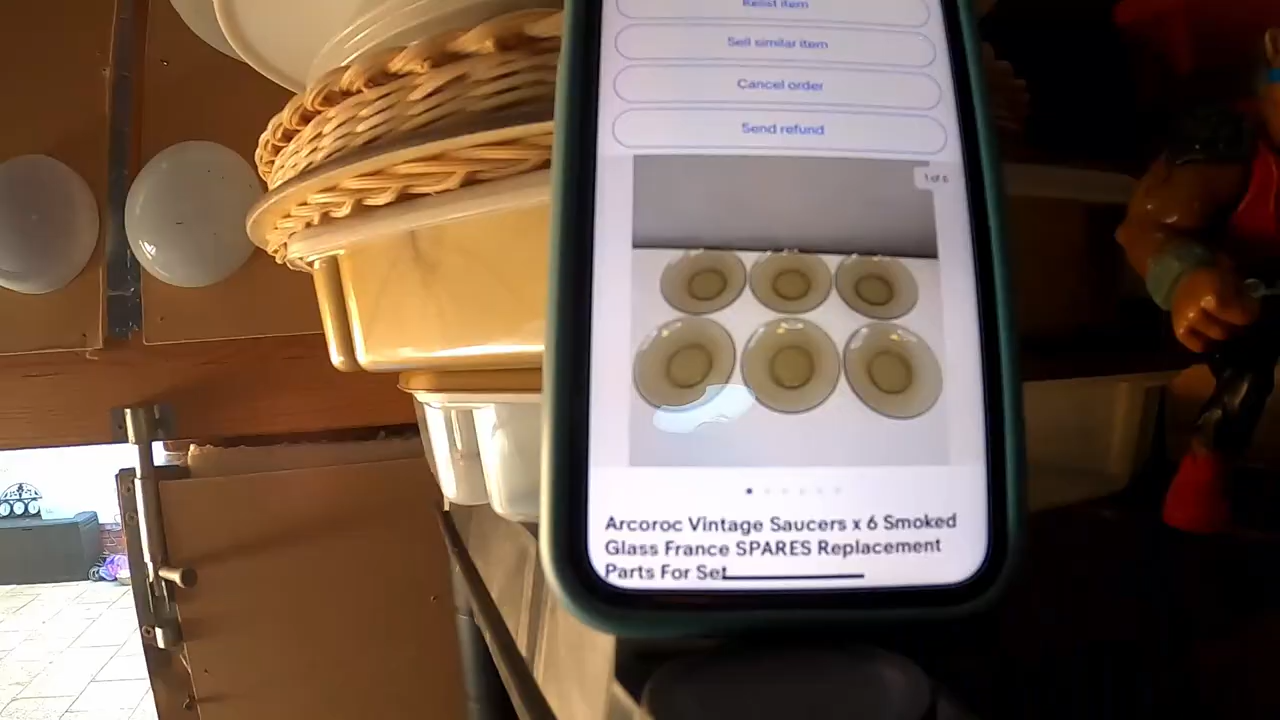 Relist item
Sell similar item
Cancel order
Send refund
1 of 6
Arcoroc Vintage Saucers x 6 Smoked
Glass France SPARES Replacement
Parts For Set